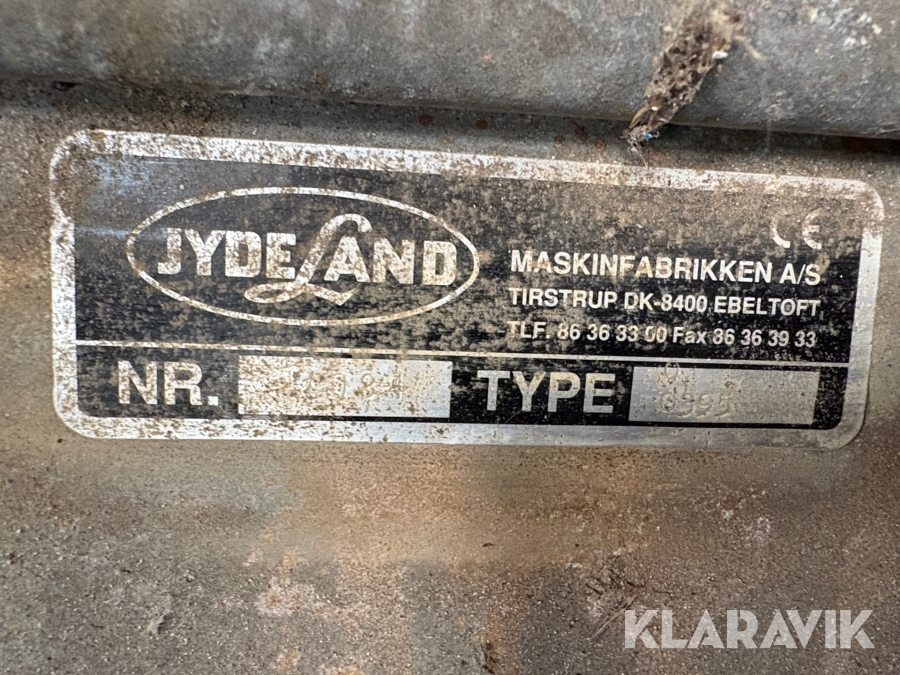 JYDELAND
CE
MASKINFABRIKKEN A/S
TIRSTRUP DK-8400 EBELTOFT
TLF. 86 36 33 00 Fax 86 36 39 33
NR. TYPE
KLARAVIK